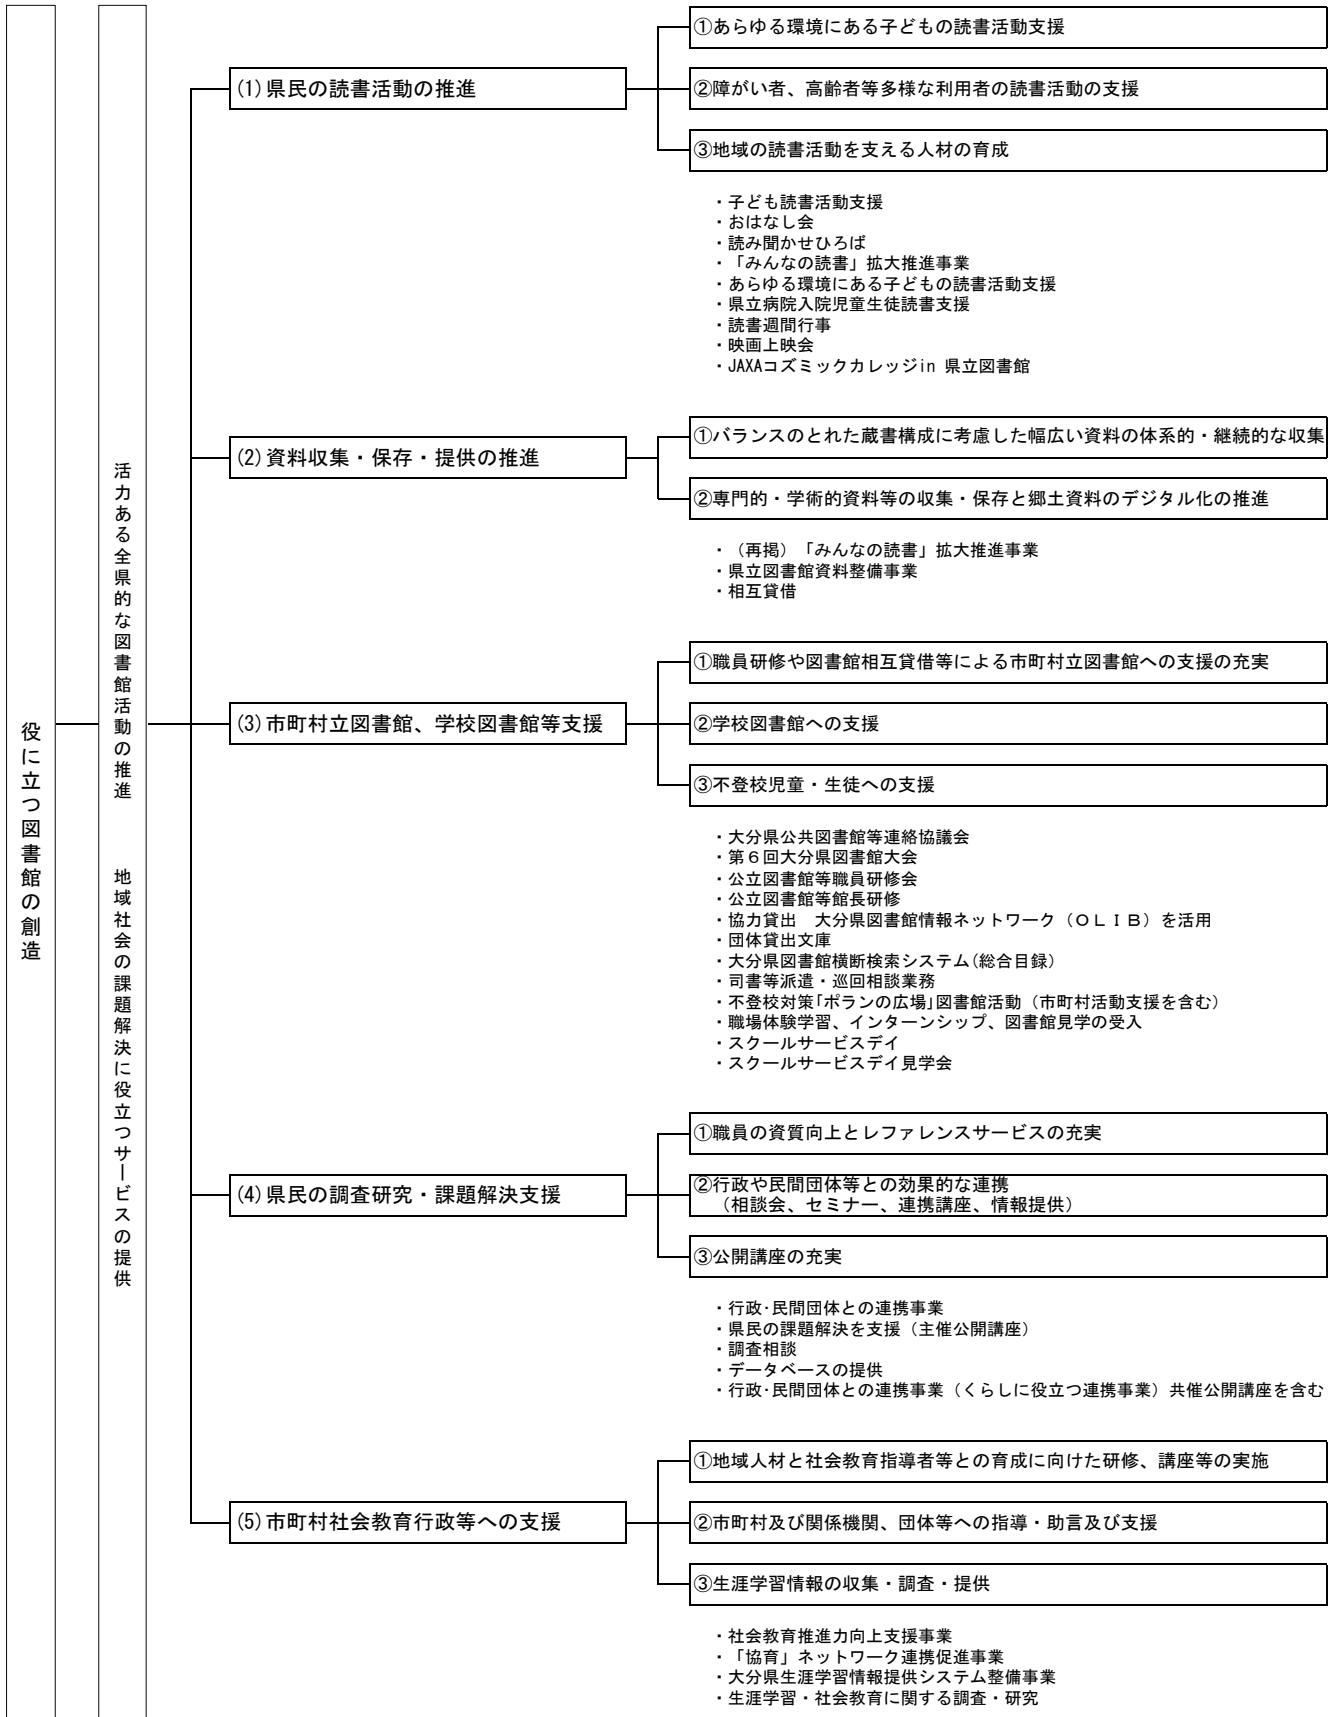 役に立つ図書館の創造
活力ある全県的な図書館活動の推進　地域社会の課題解決に役立つサービスの提供
(1)県民の読書活動の推進
①あらゆる環境にある子どもの読書活動支援
②障がい者、高齢者等多様な利用者の読書活動の支援
③地域の読書活動を支える人材の育成
・子ども読書活動支援
・おはなし会
・読み聞かせひろば
・「みんなの読書」拡大推進事業
・あらゆる環境にある子どもの読書活動支援
・県立病院入院児童生徒読書支援
・読書週間行事
・映画上映会
・JAXAコズミックカレッジin 県立図書館
(2)資料収集・保存・提供の推進
①バランスのとれた蔵書構成に考慮した幅広い資料の体系的・継続的な収集
②専門的・学術的資料等の収集・保存と郷土資料のデジタル化の推進
・（再掲）「みんなの読書」拡大推進事業
・県立図書館資料整備事業
・相互貸借
(3)市町村立図書館、学校図書館等支援
①職員研修や図書館相互貸借等による市町村立図書館への支援の充実
②学校図書館への支援
③不登校児童・生徒への支援
・大分県公共図書館等連絡協議会
・第６回大分県図書館大会
・公立図書館等職員研修会
・公立図書館等館長研修
・協力貸出　大分県図書館情報ネットワーク（ＯＬＩＢ）を活用
・団体貸出文庫
・大分県図書館横断検索システム(総合目録)
・司書等派遣・巡回相談業務
・不登校対策「ポランの広場」図書館活動（市町村活動支援を含む）
・職場体験学習、インターンシップ、図書館見学の受入
・スクールサービスデイ
・スクールサービスデイ見学会
(4)県民の調査研究・課題解決支援
①職員の資質向上とレファレンスサービスの充実
②行政や民間団体等との効果的な連携
（相談会、セミナー、連携講座、情報提供）
③公開講座の充実
・行政･民間団体との連携事業
・県民の課題解決を支援（主催公開講座）
・調査相談
・データベースの提供
・行政･民間団体との連携事業（くらしに役立つ連携事業）共催公開講座を含む
(5)市町村社会教育行政等への支援
①地域人材と社会教育指導者等との育成に向けた研修、講座等の実施
②市町村及び関係機関、団体等への指導・助言及び支援
③生涯学習情報の収集・調査・提供
・社会教育推進力向上支援事業
・「協育」ネットワーク連携促進事業
・大分県生涯学習情報提供システム整備事業
・生涯学習・社会教育に関する調査・研究